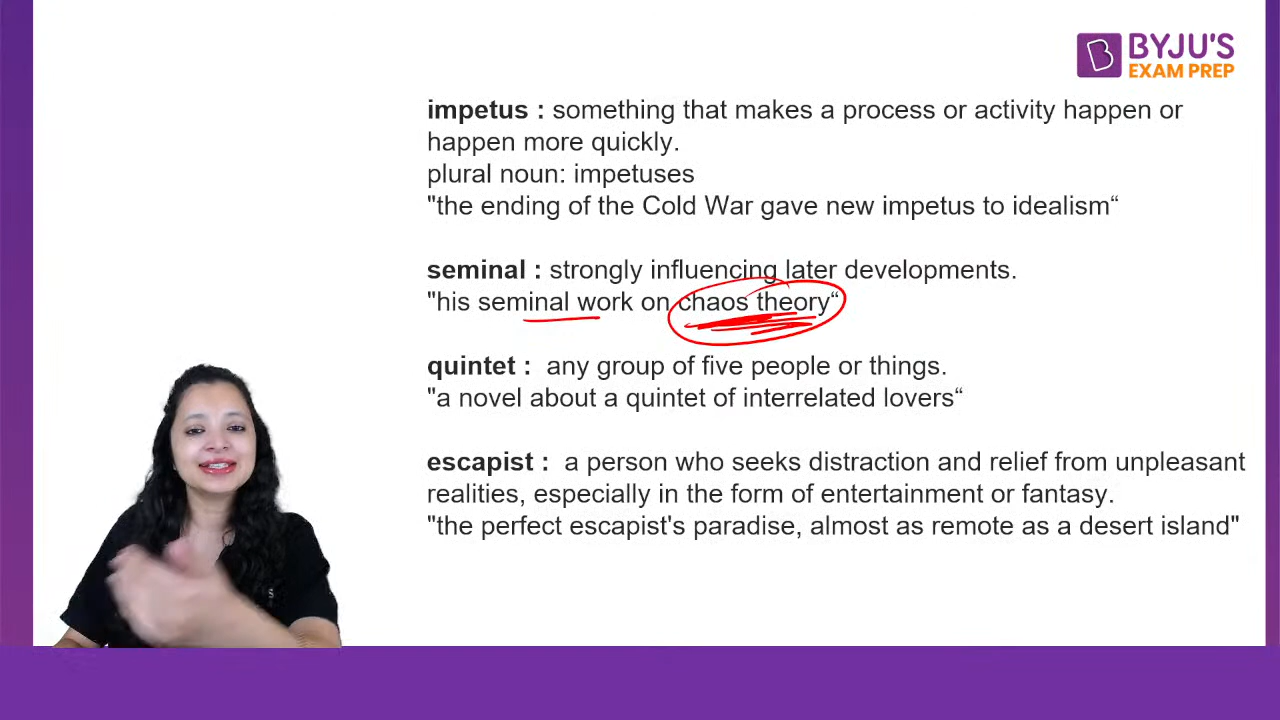 BYJU'S
EXAM PREP
impetus : something that makes a process or activity happen or
happen more quickly.
plural noun: impetuses
"the ending of the Cold War gave new impetus to idealism“
seminal : strongly influencing later developments.
"his seminal work on chaos theory“
quintet : any group of five people or things.
"a novel about a quintet of interrelated lovers“
escapist : a person who seeks distraction and relief from unpleasant
realities, especially in the form of entertainment or fantasy.
"the perfect escapist's paradise, almost as remote as a desert island"